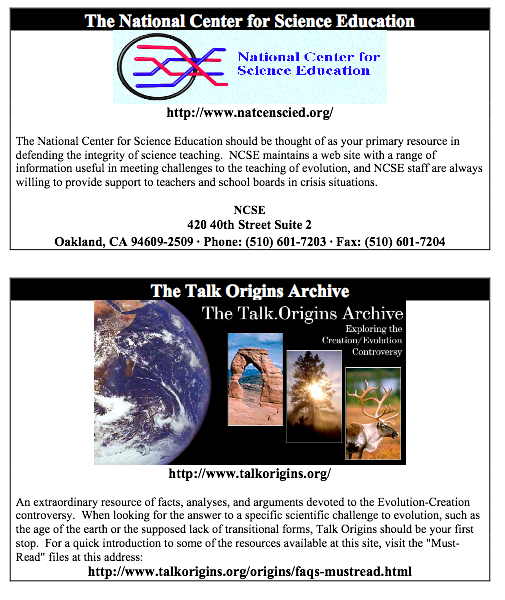 The National Center for Science Education
National Center for
Science Education
http://www.natcenscied.org/
The National Center for Science Education should be thought of as your primary resource in
defending the integrity of science teaching.  NCSE maintains a web site with a range of
information useful in meeting challenges to the teaching of evolution, and NCSE staff are always
willing to provide support to teachers and school boards in crisis situations.
NCSE
420 40th Street Suite 2
Oakland, CA 94609-2509 · Phone: (510) 601-7203 · Fax: (510) 601-7204
The Talk Origins Archive
The Talk.Origins Archive
Exploring the
Creation/Evolution
Controversy
http://www.talkorigins.org/
An extraordinary resource of facts, analyses, and arguments devoted to the Evolution-Creation
controversy.  When looking for the answer to a specific scientific challenge to evolution, such as
the age of the earth or the supposed lack of transitional forms, Talk Origins should be your first
stop.  For a quick introduction to some of the resources available at this site, visit the "Must-
Read" files at this address:
http://www.talkorigins.org/origins/faqs-mustread.html